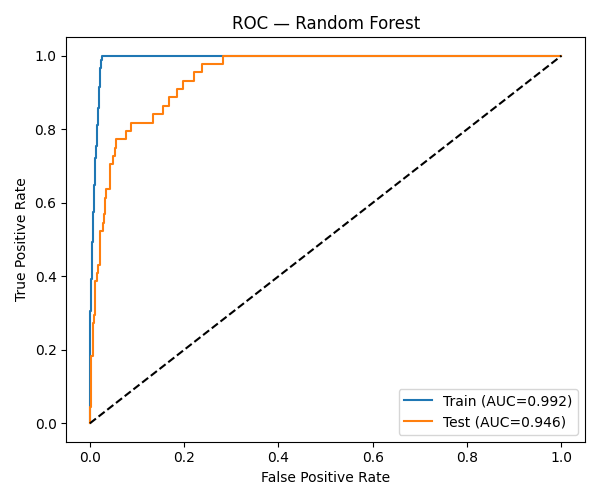 ROC — Random Forest
True Positive Rate
1.0
0.8
0.6
0.4
0.2
0.0
0.0 0.2 0.4 0.6 0.8 1.0
False Positive Rate
Train (AUC=0.992)
Test (AUC=0.946)